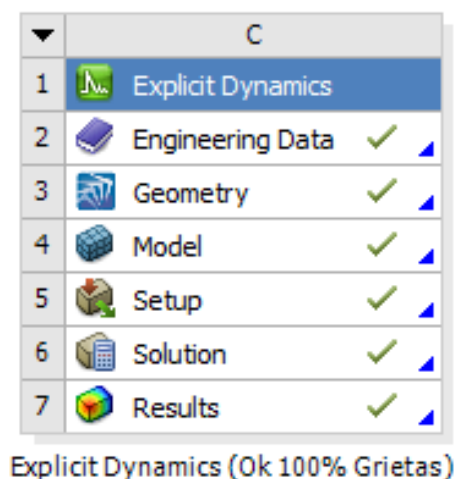 C
1 Explicit Dynamics
2 Engineering Data
3 Geometry
4 Model
5 Setup
6 Solution
7 Results
Explicit Dynamics (Ok 100% Grietas)